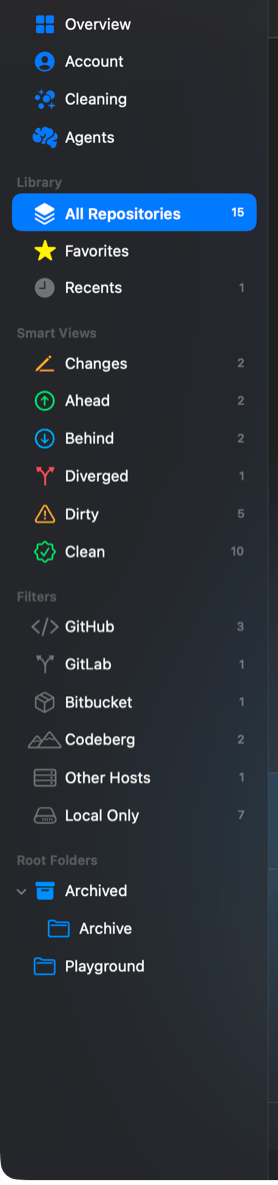 Overview
Account
Cleaning
Agents
Library
All Repositories 15
Favorites
Recents 1
Smart Views
Changes 2
Ahead 2
Behind 2
Diverged 1
Dirty 5
Clean 10
Filters
GitHub 3
GitLab 1
Bitbucket 1
Codeberg 2
Other Hosts 1
Local Only 7
Root Folders
Archived
Archive
Playground